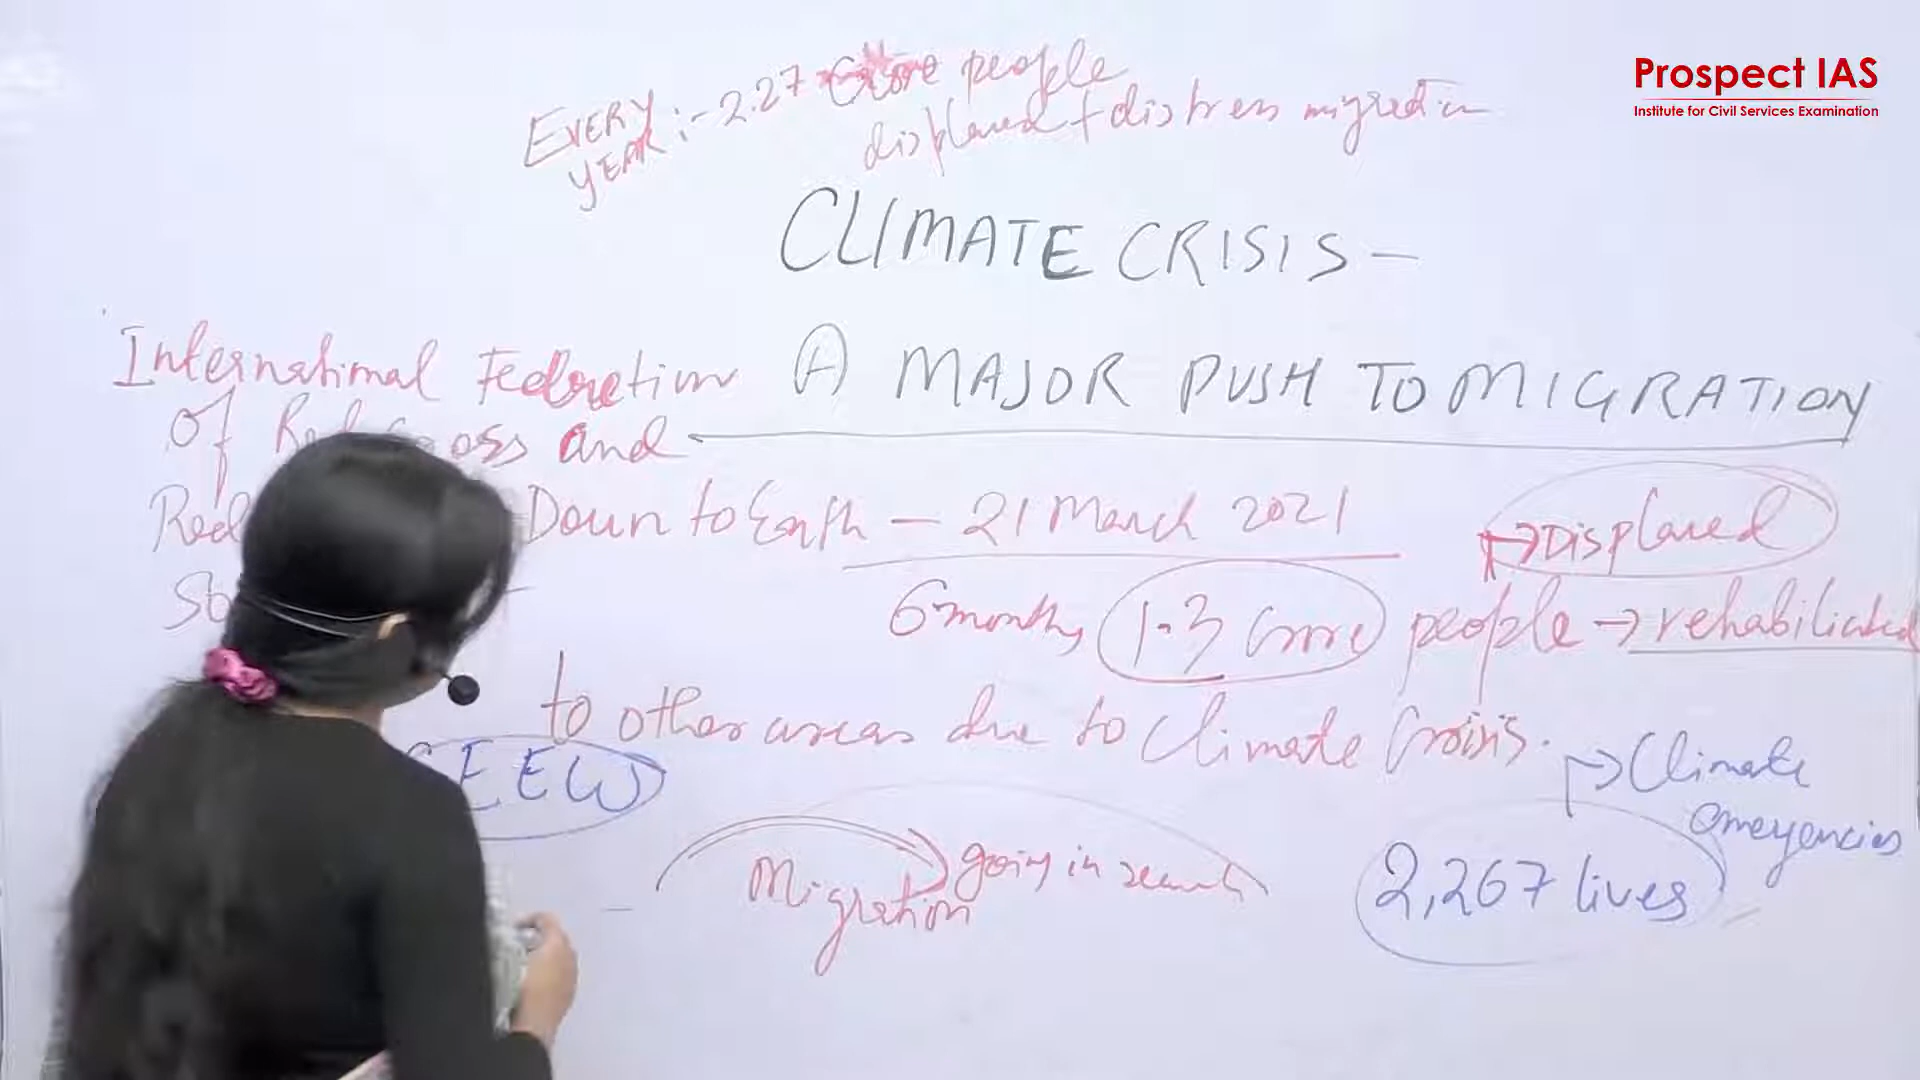 Prospect IAS
Institute for Civil Services Examination
EVERY YEAR :- 2.27 Crore people
displaced + distress migration
CLIMATE CRISIS -
A MAJOR PUSH TO MIGRATION
International Federation
of Red Cross and
Red
Down to Earth - 21 March 2021
Displaced
6 months 1.3 Crore people → rehabiliated
to other areas due to Climate Crisis.
EEW
Climate
emergencies
Migration
going in search
2,267 lives